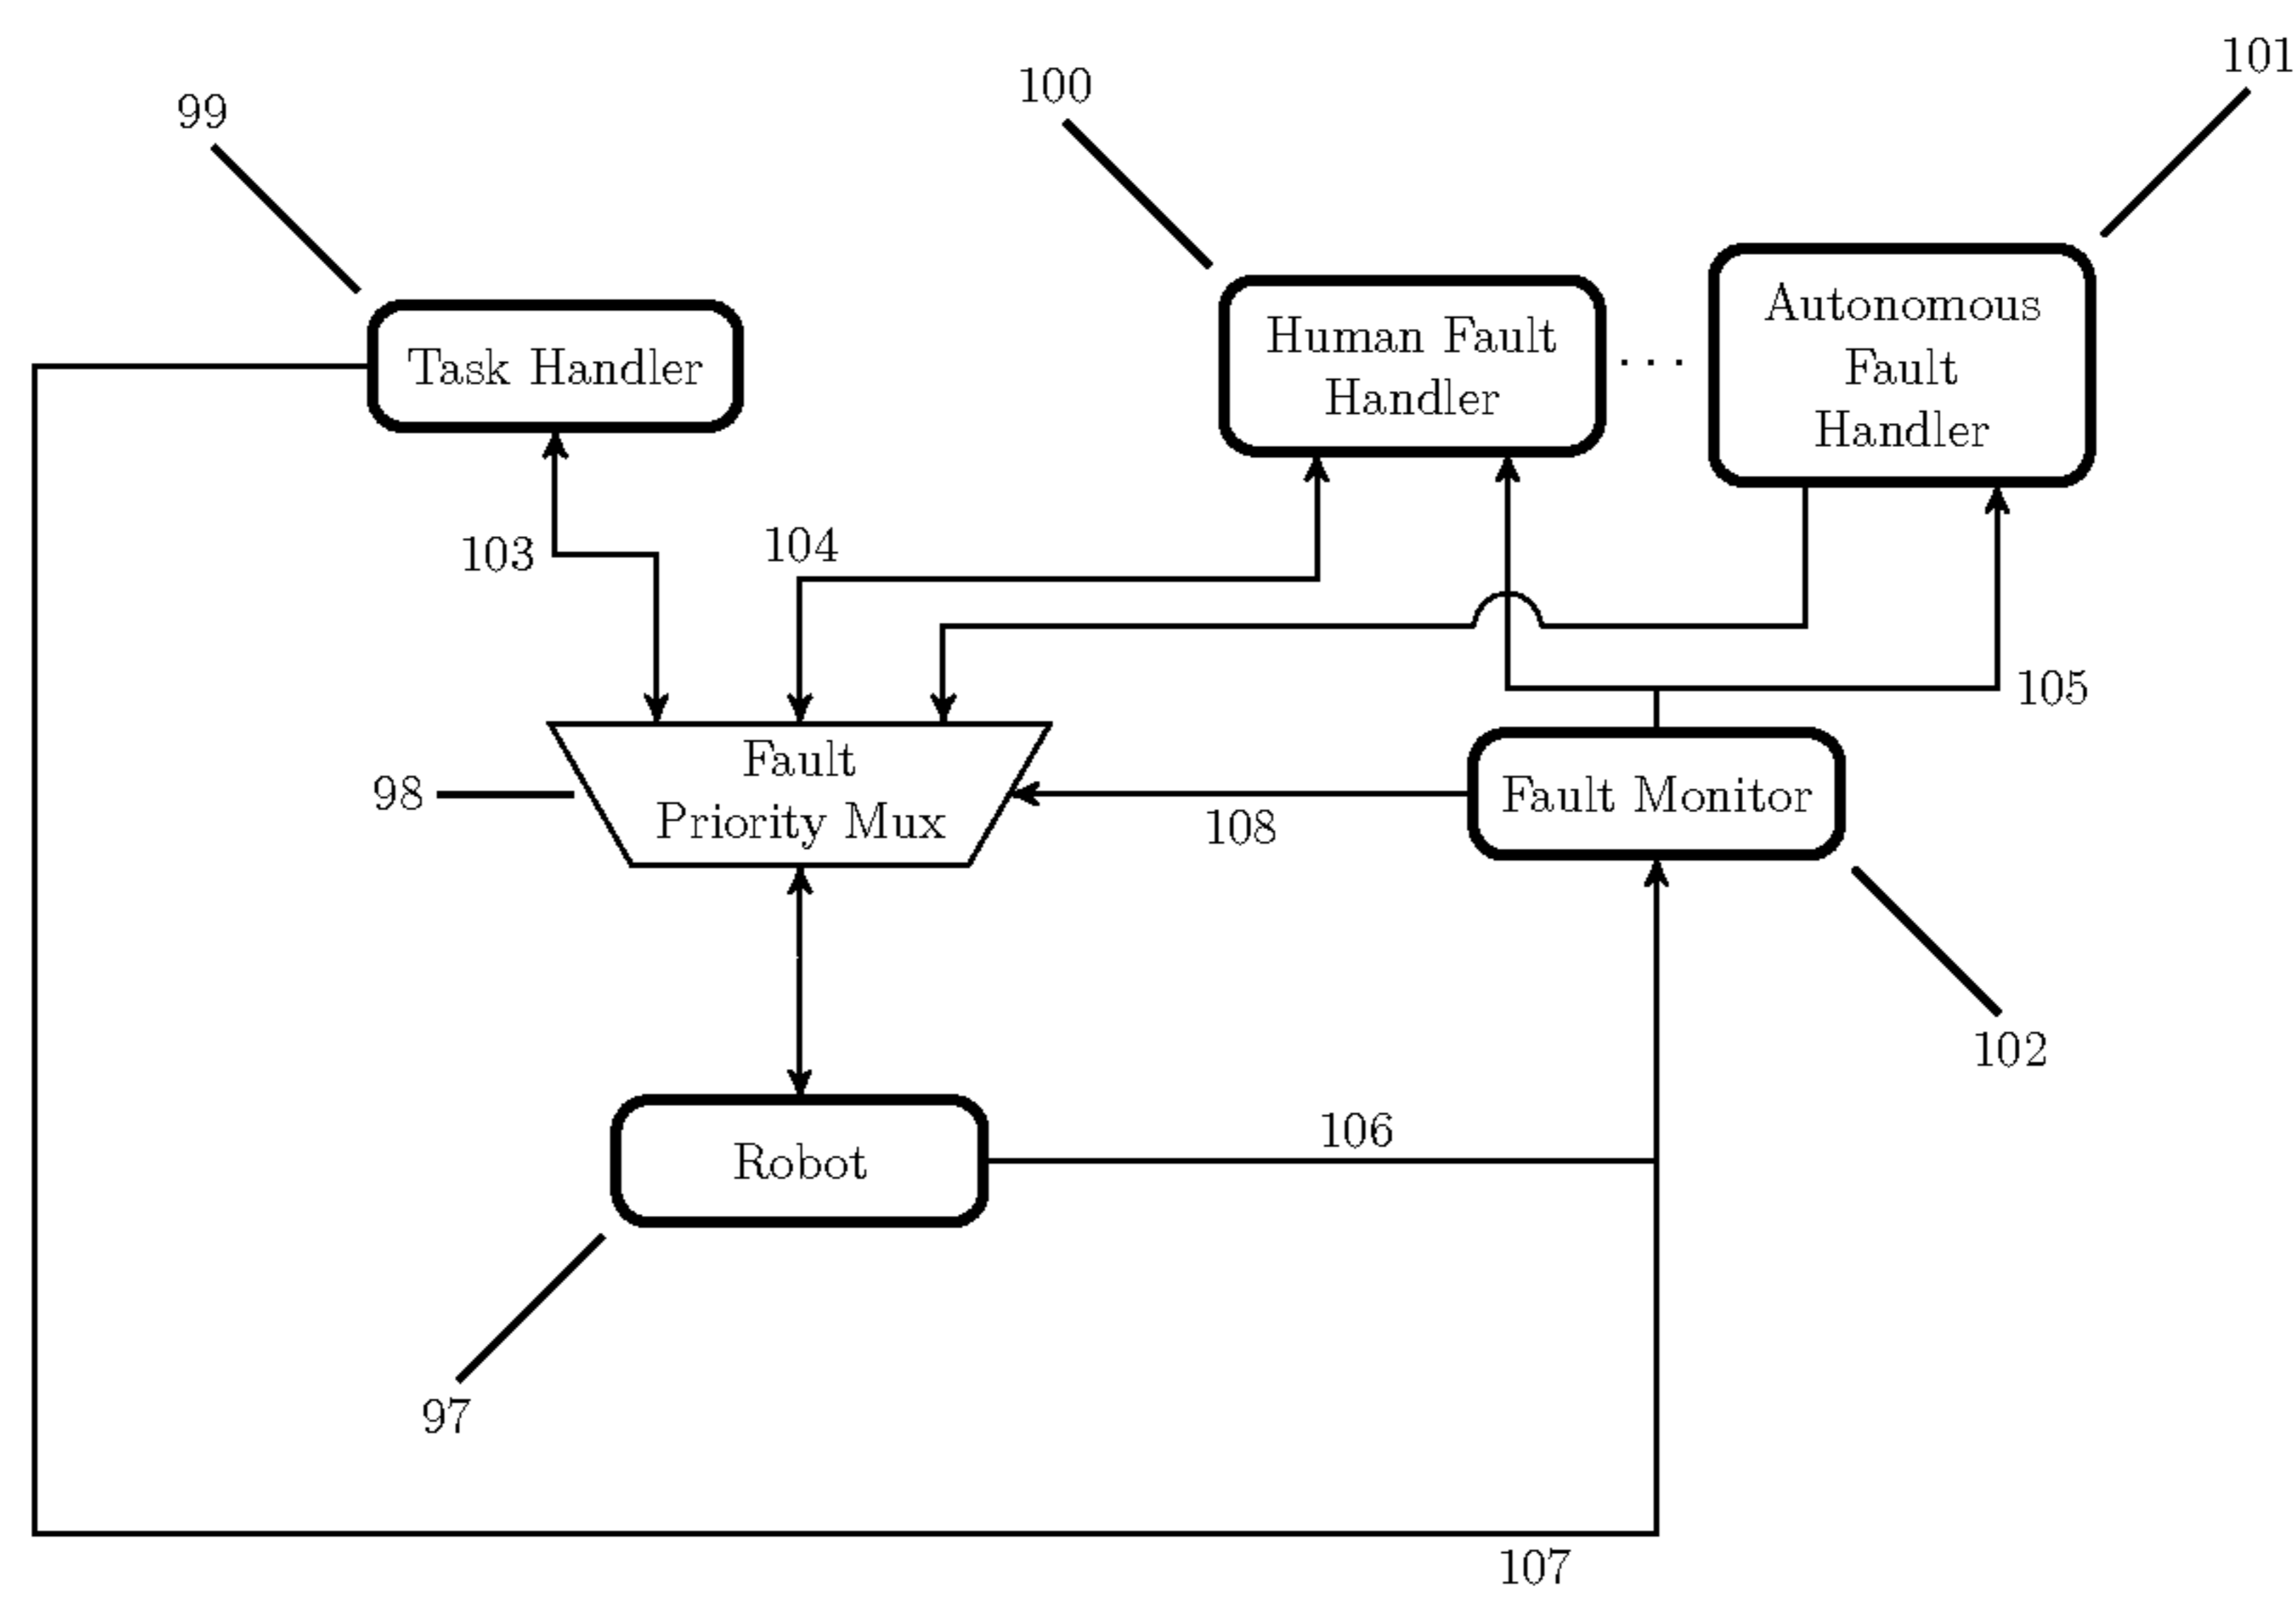 101
100
99
Autonomous
Fault
Handler
Human Fault
Handler
...
Task Handler
103
104
105
Fault
Priority Mux
98
108
Fault Monitor
102
106
Robot
97
107